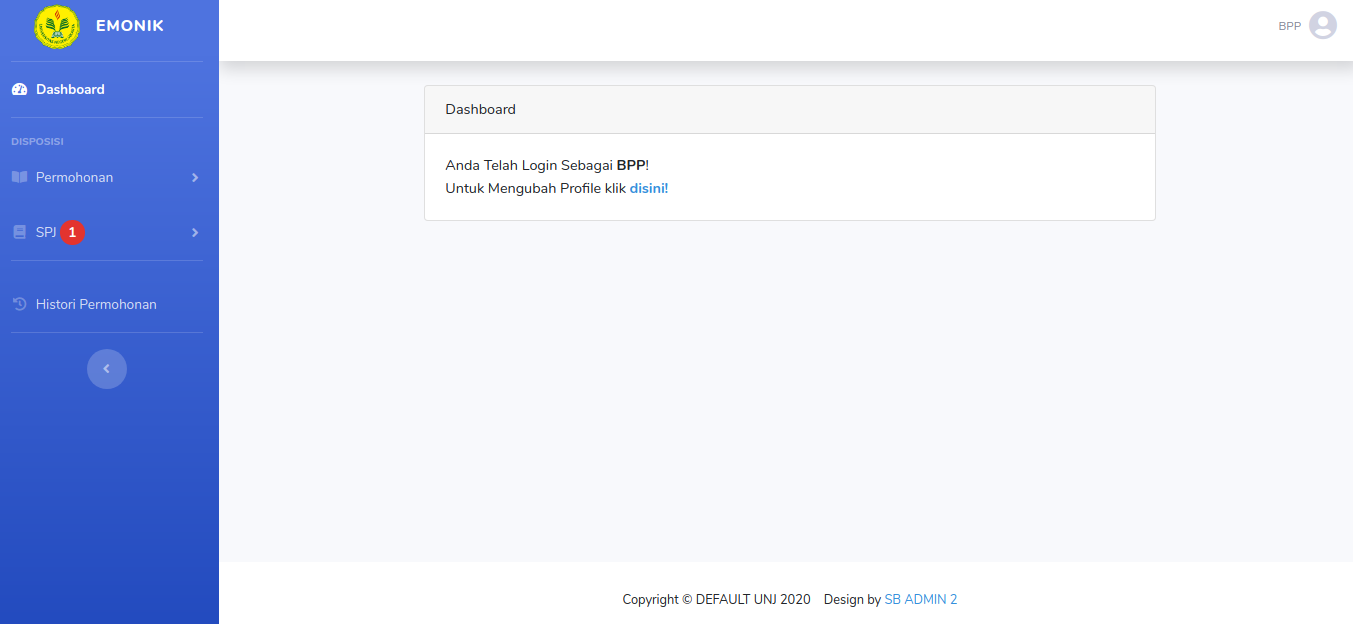 EMONIK
BPP
Dashboard
DISPOSISI
Permohonan
SPJ 1
Histori Permohonan
Dashboard
Anda Telah Login Sebagai BPP!
Untuk Mengubah Profile klik disini!
Copyright © DEFAULT UNJ 2020 Design by SB ADMIN 2